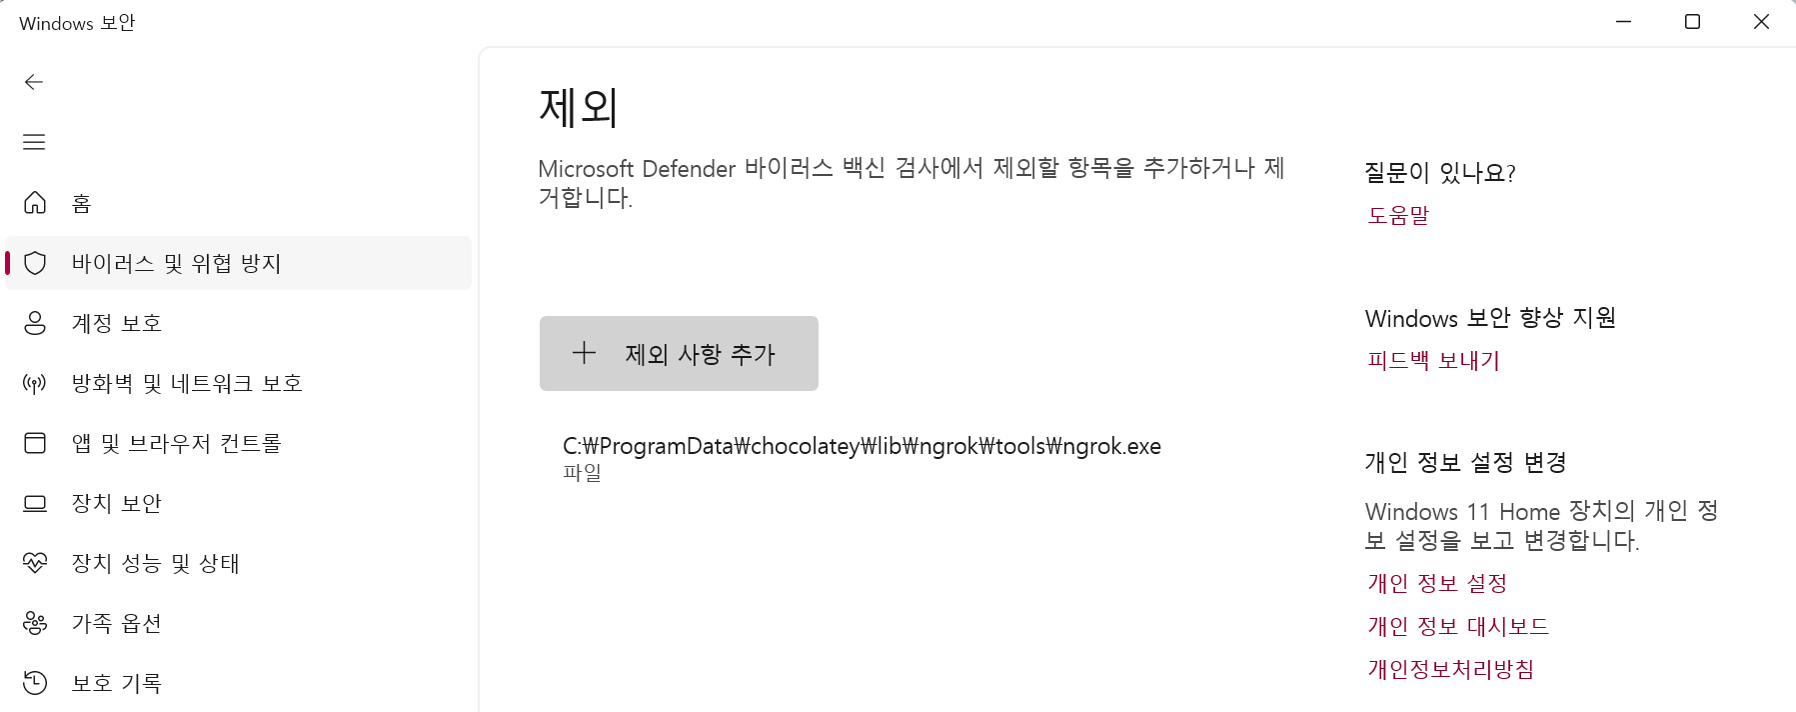 Windows 보안
홈
바이러스 및 위협 방지
계정 보호
방화벽 및 네트워크 보호
앱 및 브라우저 컨트롤
장치 보안
장치 성능 및 상태
가족 옵션
보호 기록
제외
Microsoft Defender 바이러스 백신 검사에서 제외할 항목을 추가하거나 제
거합니다.
제외 사항 추가
C:₩ProgramData₩chocolatey₩lib₩ngrok₩tools₩ngrok.exe
파일
질문이 있나요?
도움말
Windows 보안 향상 지원
피드백 보내기
개인 정보 설정 변경
Windows 11 Home 장치의 개인 정
보 설정을 보고 변경합니다.
개인 정보 설정
개인 정보 대시보드
개인정보처리방침